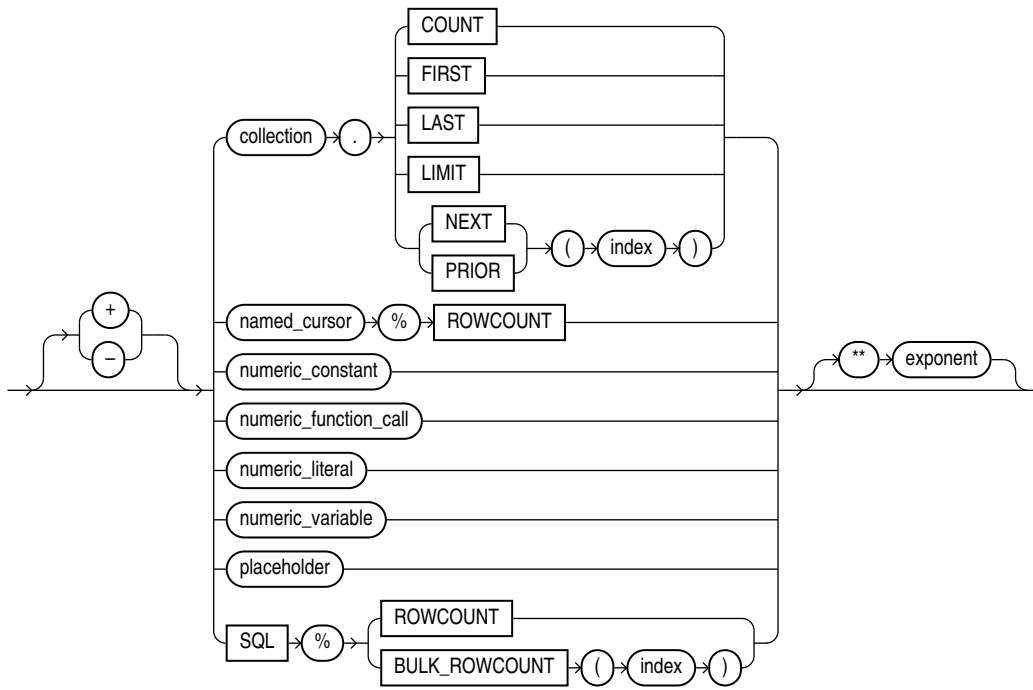 COUNT
FIRST
collection . LAST
LIMIT
NEXT
PRIOR ( index )
+
−
named_cursor % ROWCOUNT
numeric_constant
** exponent
numeric_function_call
numeric_literal
numeric_variable
placeholder
SQL % ROWCOUNT
BULK_ROWCOUNT ( index )